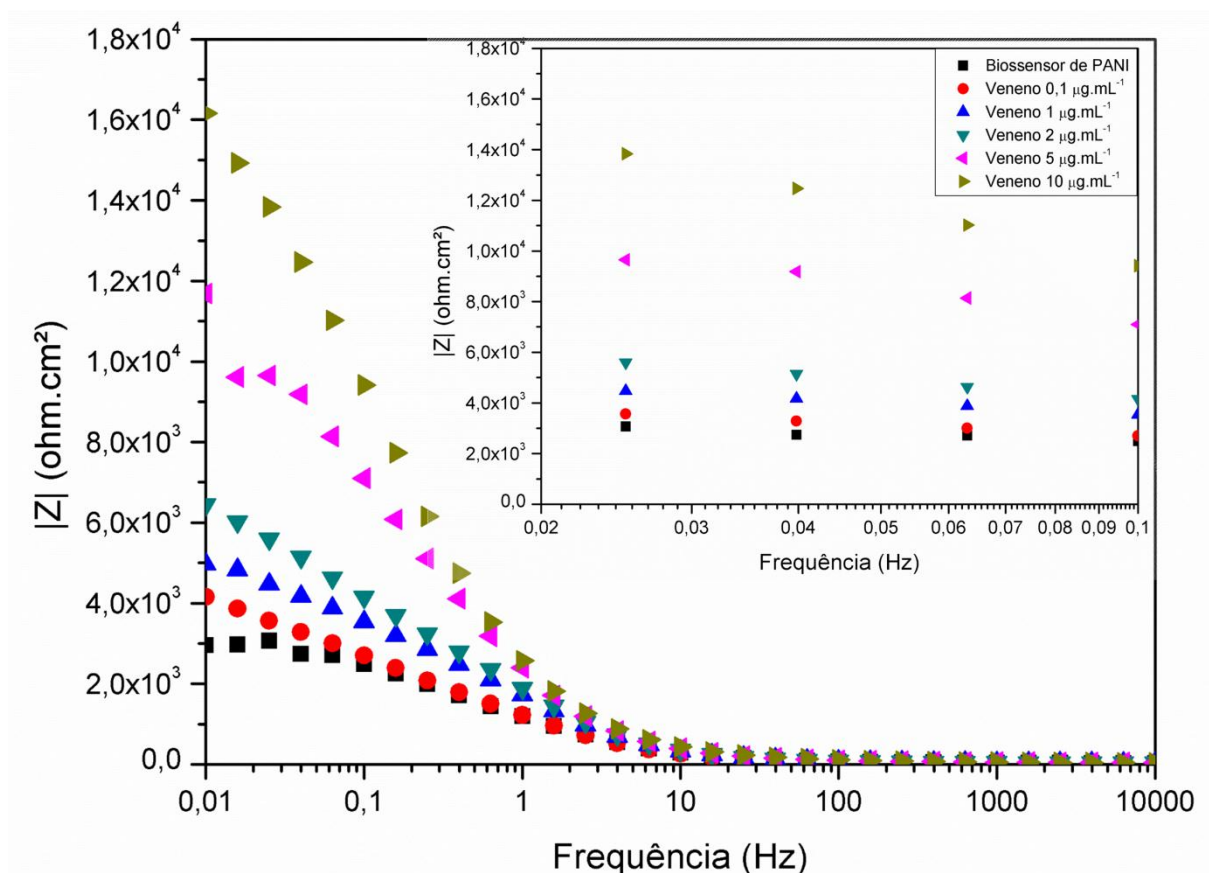 1,8x10⁴
1,6x10⁴
1,4x10⁴
1,2x10⁴
1,0x10⁴
8,0x10³
6,0x10³
4,0x10³
2,0x10³
0,0
|Z| (ohm.cm²)
0,01
0,1
1
10
100
1000
10000
Frequência (Hz)
1,8x10⁴
1,6x10⁴
1,4x10⁴
1,2x10⁴
1,0x10⁴
8,0x10³
6,0x10³
4,0x10³
2,0x10³
0,0
|Z| (ohm.cm²)
0,02
0,03
0,04
0,05
0,06
0,07
0,08
0,09
0,1
Frequência (Hz)
Biossensor de PANI
Veneno 0,1 µg.mL⁻¹
Veneno 1 µg.mL⁻¹
Veneno 2 µg.mL⁻¹
Veneno 5 µg.mL⁻¹
Veneno 10 µg.mL⁻¹